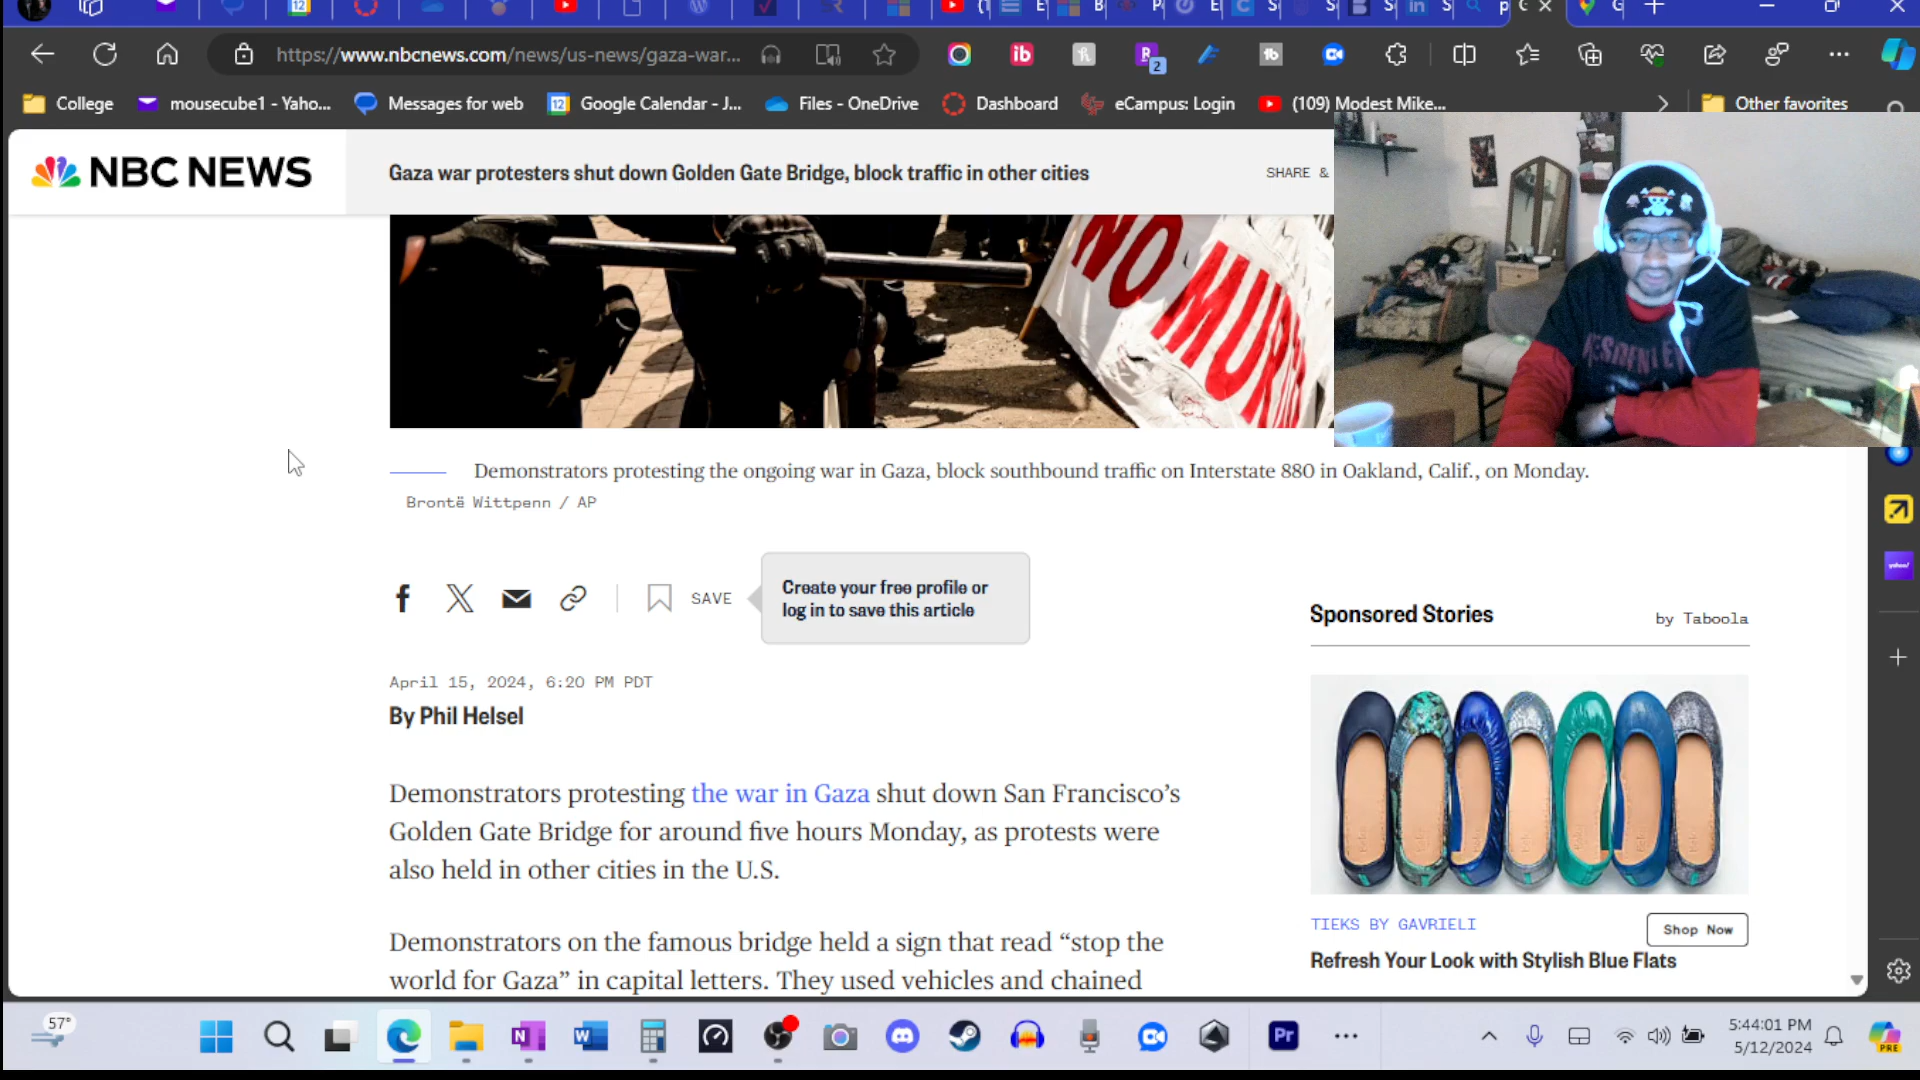 https://www.nbcnews.com/news/us-news/gaza-war...
2
College
mousecube1 - Yaho...
Messages for web
Google Calendar - J...
Files - OneDrive
Dashboard
eCampus: Login
(109) Modest Mike...
Other favorites
NBC NEWS
Gaza war protesters shut down Golden Gate Bridge, block traffic in other cities
SHARE &
NO
MUR
Demonstrators protesting the ongoing war in Gaza, block southbound traffic on Interstate 880 in Oakland, Calif., on Monday.
Brontë Wittpenn / AP
SAVE
Create your free profile or
log in to save this article
Sponsored Stories
by Taboola
April 15, 2024, 6:20 PM PDT
By Phil Helsel
Demonstrators protesting the war in Gaza shut down San Francisco’s
Golden Gate Bridge for around five hours Monday, as protests were
also held in other cities in the U.S.
Demonstrators on the famous bridge held a sign that read “stop the
world for Gaza” in capital letters. They used vehicles and chained
TIEKS BY GAVRIELI
Shop Now
Refresh Your Look with Stylish Blue Flats
57°
5:44:01 PM
5/12/2024
PRE